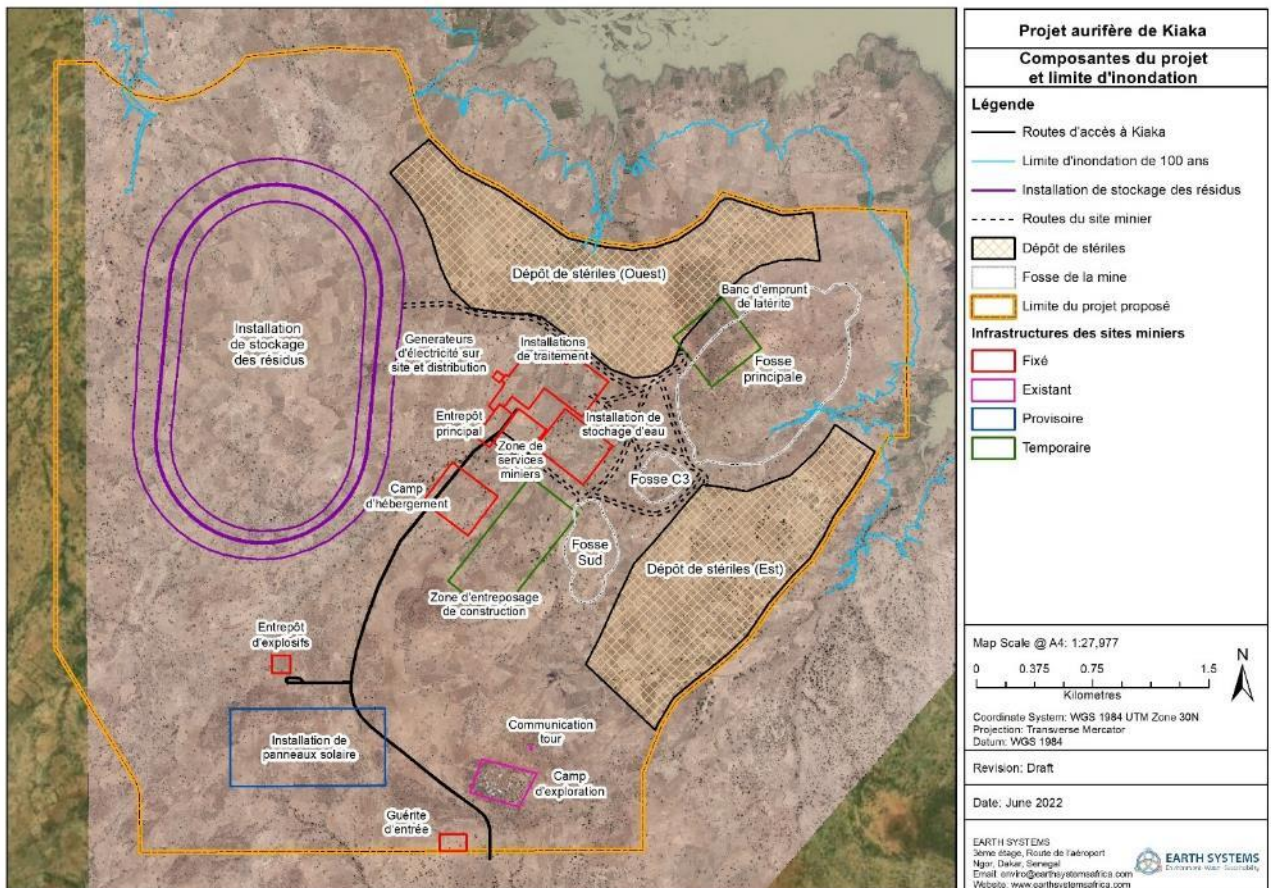 Projet aurifère de Kiaka
Composantes du projet
et limite d'inondation
Légende
Routes d'accès à Kiaka
Limite d'inondation de 100 ans
Installation de stockage des résidus
Routes du site minier
Dépôt de stériles
Fosse de la mine
Limite du projet proposé
Infrastructures des sites miniers
Fixé
Existant
Provisoire
Temporaire
Map Scale @ A4: 1:27,977
0 0.375 0.75 1.5
Kilometres
N
Coordinate System: WGS 1984 UTM Zone 30N
Projection: Transverse Mercator
Datum: WGS 1984
Revision: Draft
Date: June 2022
EARTH SYSTEMS
3ème étage, Route de l'aéroport
Ngor, Dakar, Senegal
Email: enviro@earthsystemsafrica.com
Website: www.earthsystemsafrica.com
EARTH SYSTEMS
Environment · Water · Sustainability
Dépôt de stériles (Ouest)
Banc d'emprunt
de latérite
Installation
de stockage
des résidus
Generateurs
d'électricité sur
site et distribution
Installations
de traitement
Fosse
principale
Entrepôt
principal
Installation de
stockage d'eau
Zone de
services
miniers
Fosse C3
Camp
d'hébergement
Fosse
Sud
Dépôt de stériles (Est)
Zone d'entreposage
de construction
Entrepôt
d'explosifs
Installation de
panneaux solaire
Communication
tour
Camp
d'exploration
Guérite
d'entrée